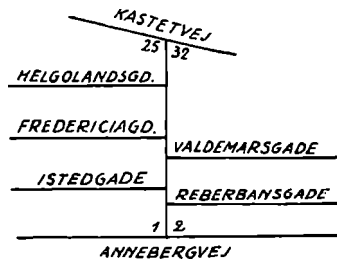 KASTETVEJ
25 32
HELGOLANDSGD.
FREDERICIAGD.
VALDEMARSGADE
ISTEDGADE
REBERBANSGADE
1 2
ANNEBERGVEJ